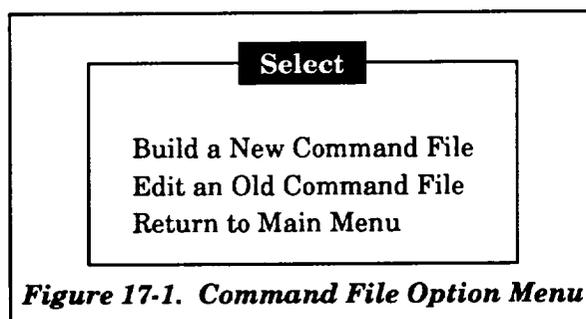 Select
Build a New Command File
Edit an Old Command File
Return to Main Menu
Figure 17-1. Command File Option Menu